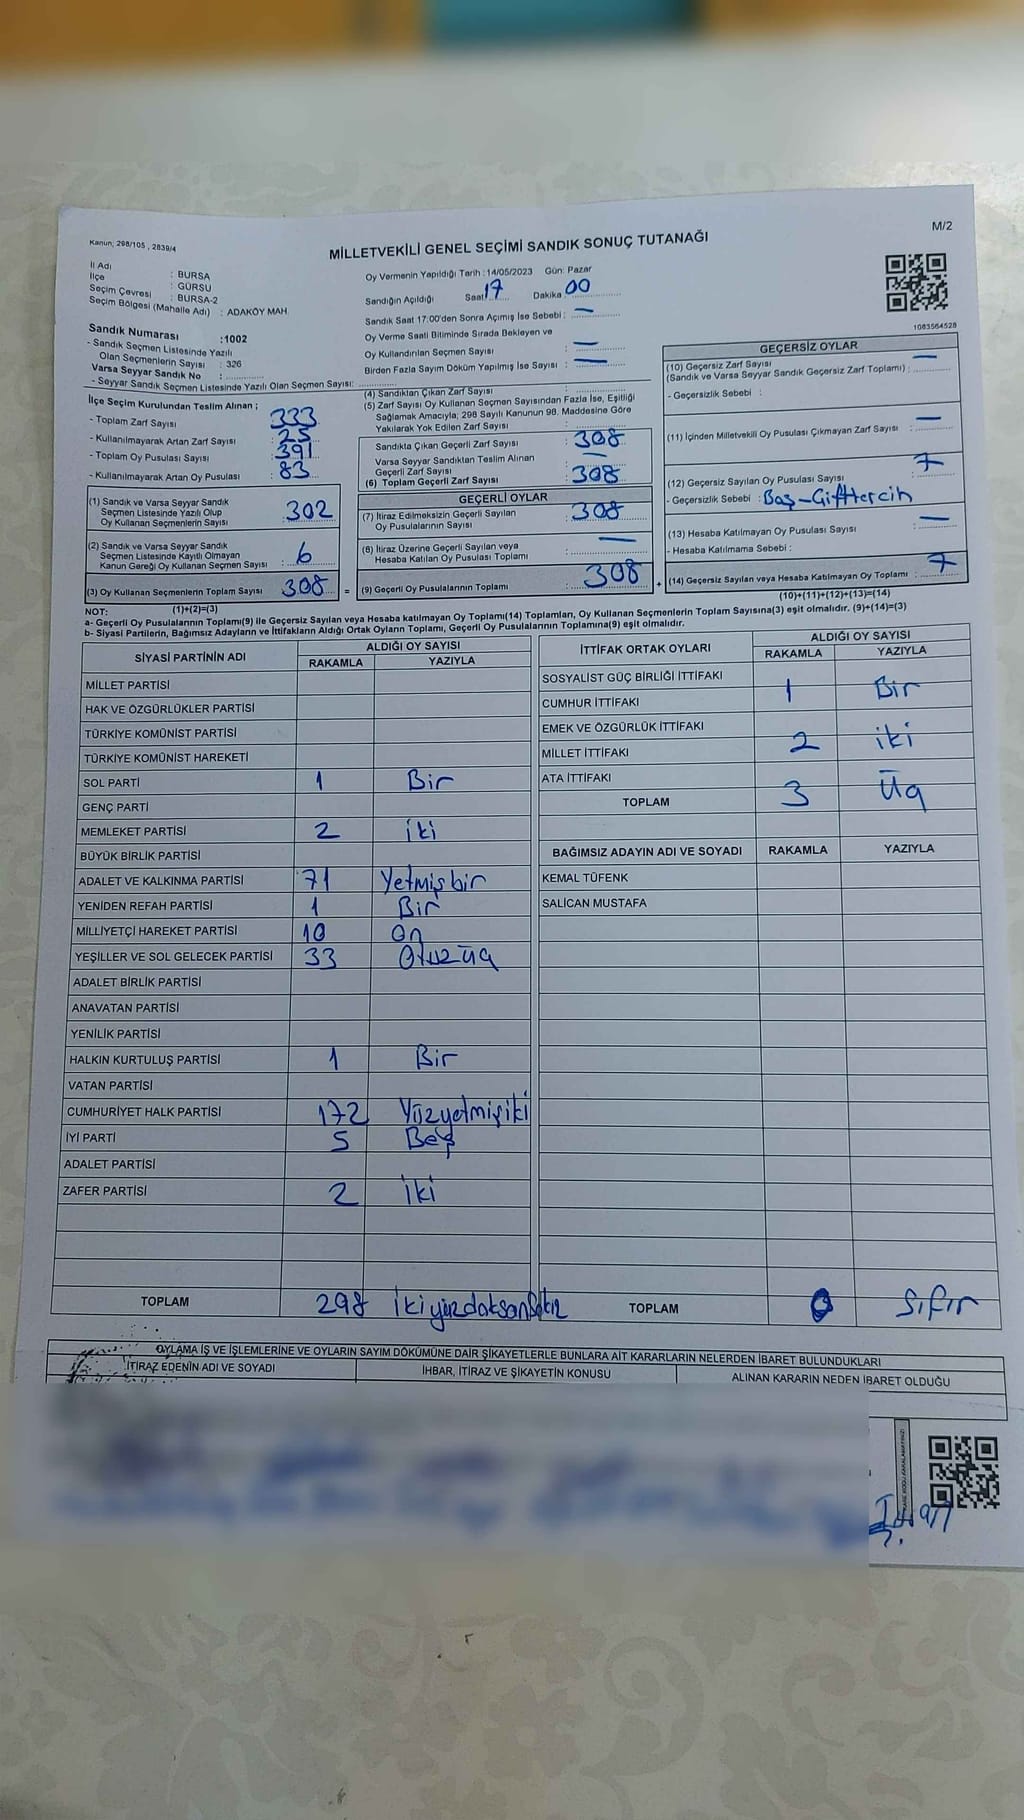 Kanun; 298/105 , 2839/4
M/2
MİLLETVEKİLİ GENEL SEÇİMİ SANDIK SONUÇ TUTANAĞI
İl Adı : BURSA
İlçe : GÜRSU
Seçim Çevresi : BURSA-2
Seçim Bölgesi (Mahalle Adı) : ADAKÖY MAH.
Sandık Numarası :1002
- Sandık Seçmen Listesinde Yazılı
Olan Seçmenlerin Sayısı : 326
Varsa Seyyar Sandık No :
- Seyyar Sandık Seçmen Listesinde Yazılı Olan Seçmen Sayısı:
Oy Vermenin Yapıldığı Tarih :14/05/2023 Gün: Pazar
Sandığın Açıldığı Saat 17 Dakika 00
Sandık Saat 17:00'den Sonra Açılmış İse Sebebi : —
Oy Verme Saati Bitiminde Sırada Bekleyen ve
Oy Kullandırılan Seçmen Sayısı : —
Birden Fazla Sayım Döküm Yapılmış İse Sayısı : —
1083564528
İlçe Seçim Kurulundan Teslim Alınan ;
- Toplam Zarf Sayısı : 333
- Kullanılmayarak Artan Zarf Sayısı : 25
- Toplam Oy Pusulası Sayısı : 391
- Kullanılmayarak Artan Oy Pusulası : 83
(1) Sandık ve Varsa Seyyar Sandık
Seçmen Listesinde Yazılı Olup
Oy Kullanan Seçmenlerin Sayısı : 302
(2) Sandık ve Varsa Seyyar Sandık
Seçmen Listesinde Kayıtlı Olmayan
Kanun Gereği Oy Kullanan Seçmen Sayısı : 6
(3) Oy Kullanan Seçmenlerin Toplam Sayısı : 308 =
(1)+(2)=(3)
(4) Sandıktan Çıkan Zarf Sayısı :
(5) Zarf Sayısı Oy Kullanan Seçmen Sayısından Fazla İse, Eşitliği
Sağlamak Amacıyla; 298 Sayılı Kanunun 98. Maddesine Göre
Yakılarak Yok Edilen Zarf Sayısı :
Sandıkta Çıkan Geçerli Zarf Sayısı : 308
Varsa Seyyar Sandıktan Teslim Alınan
Geçerli Zarf Sayısı : —
(6) Toplam Geçerli Zarf Sayısı : 308
GEÇERLİ OYLAR
(7) İtiraz Edilmeksizin Geçerli Sayılan
Oy Pusulalarının Sayısı : 308
(8) İtiraz Üzerine Geçerli Sayılan veya
Hesaba Katılan Oy Pusulası Toplamı : —
(9) Geçerli Oy Pusulalarının Toplamı : 308 +
GEÇERSİZ OYLAR
(10) Geçersiz Zarf Sayısı
(Sandık ve Varsa Seyyar Sandık Geçersiz Zarf Toplamı) : —
- Geçersizlik Sebebi :
(11) İçinden Milletvekili Oy Pusulası Çıkmayan Zarf Sayısı : —
(12) Geçersiz Sayılan Oy Pusulası Sayısı : 7
- Geçersizlik Sebebi :
(13) Hesaba Katılmayan Oy Pusulası Sayısı : —
- Hesaba Katılmama Sebebi :
(14) Geçersiz Sayılan veya Hesaba Katılmayan Oy Toplamı : 7
(10)+(11)+(12)+(13)=(14)
NOT:
a- Geçerli Oy Pusulalarının Toplamı(9) ile Geçersiz Sayılan veya Hesaba katılmayan Oy Toplamı(14) Toplamları, Oy Kullanan Seçmenlerin Toplam Sayısına(3) eşit olmalıdır. (9)+(14)=(3)
b- Siyasi Partilerin, Bağımsız Adayların ve İttifakların Aldığı Ortak Oyların Toplamı, Geçerli Oy Pusulalarının Toplamına(9) eşit olmalıdır.
SİYASİ PARTİNİN ADI ALDIĞI OY SAYISI
RAKAMLA YAZIYLA
MİLLET PARTİSİ
HAK VE ÖZGÜRLÜKLER PARTİSİ
TÜRKİYE KOMÜNİST PARTİSİ
TÜRKİYE KOMÜNİST HAREKETİ
SOL PARTİ 1 Bir
GENÇ PARTİ
MEMLEKET PARTİSİ 2 iki
BÜYÜK BİRLİK PARTİSİ
ADALET VE KALKINMA PARTİSİ 71 Yetmişbir
YENİDEN REFAH PARTİSİ 1 Bir
MİLLİYETÇİ HAREKET PARTİSİ 10 On
YEŞİLLER VE SOL GELECEK PARTİSİ 33 Otuzüç
ADALET BİRLİK PARTİSİ
ANAVATAN PARTİSİ
YENİLİK PARTİSİ
HALKIN KURTULUŞ PARTİSİ 1 Bir
VATAN PARTİSİ
CUMHURİYET HALK PARTİSİ 172 Yüzyetmişiki
İYİ PARTİ 5 Beş
ADALET PARTİSİ
ZAFER PARTİSİ 2 iki
TOPLAM 298 ikiyüzdoksansekiz
İTTİFAK ORTAK OYLARI ALDIĞI OY SAYISI
RAKAMLA YAZIYLA
SOSYALİST GÜÇ BİRLİĞİ İTTİFAKI
CUMHUR İTTİFAKI 1 Bir
EMEK VE ÖZGÜRLÜK İTTİFAKI
MİLLET İTTİFAKI 2 iki
ATA İTTİFAKI
TOPLAM 3 Üç
BAĞIMSIZ ADAYIN ADI VE SOYADI RAKAMLA YAZIYLA
KEMAL TÜFENK
SALİCAN MUSTAFA
TOPLAM 0 Sıfır
OYLAMA İŞ VE İŞLEMLERİNE VE OYLARIN SAYIM DÖKÜMÜNE DAİR ŞİKAYETLERLE BUNLARA AİT KARARLARIN NELERDEN İBARET BULUNDUKLARI
İTİRAZ EDENİN ADI VE SOYADI İHBAR, İTİRAZ VE ŞİKAYETİN KONUSU ALINAN KARARIN NEDEN İBARET OLDUĞU